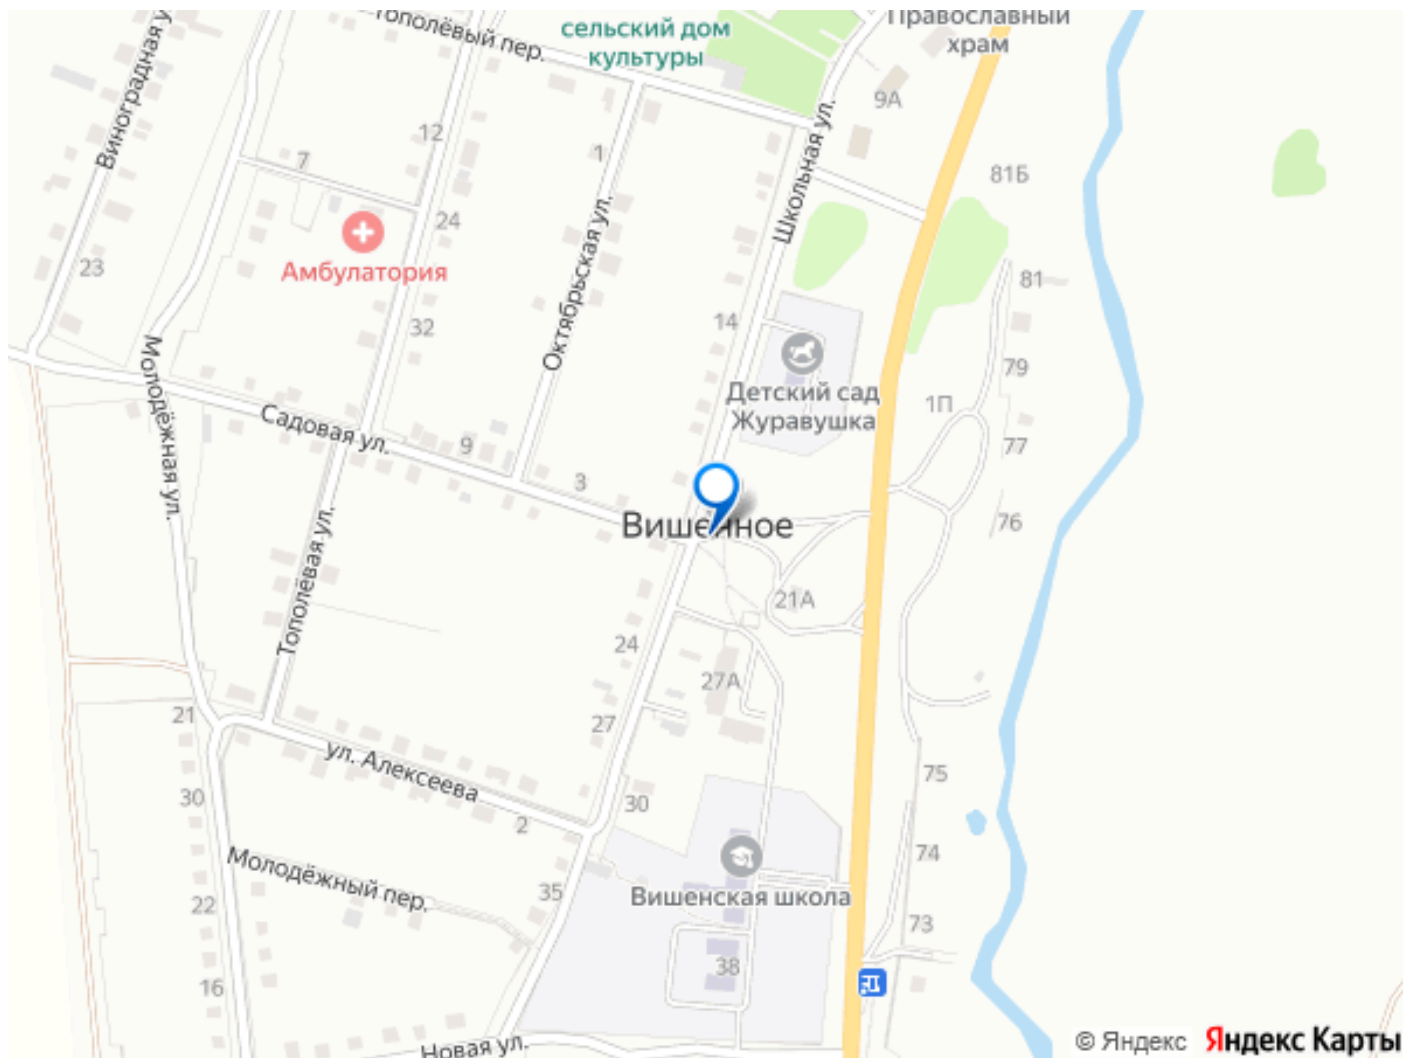 Тополёвый пер.
сельский дом
культуры
Православный
храм
9А
Виноградная у
12
7
1
81Б
Школьная ул.
24
Амбулатория
23
Октябрьская ул.
81
14
32
79
Детский сад
Журавушка
1П
Молодёжная ул.
Садовая ул.
9
3
77
76
Вишенное
Тополёвая ул.
21А
24
27А
21
27
ул. Алексеева
75
30
30
2
74
Молодёжный пер.
Вишенская школа
35
22
73
38
16
Новая ул.
© Яндекс Яндекс Карты